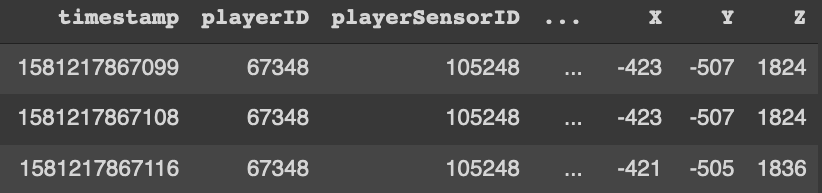 timestamp playerID playerSensorID ... X Y Z
1581217867099 67348 105248 ... -423 -507 1824
1581217867108 67348 105248 ... -423 -507 1824
1581217867116 67348 105248 ... -421 -505 1836